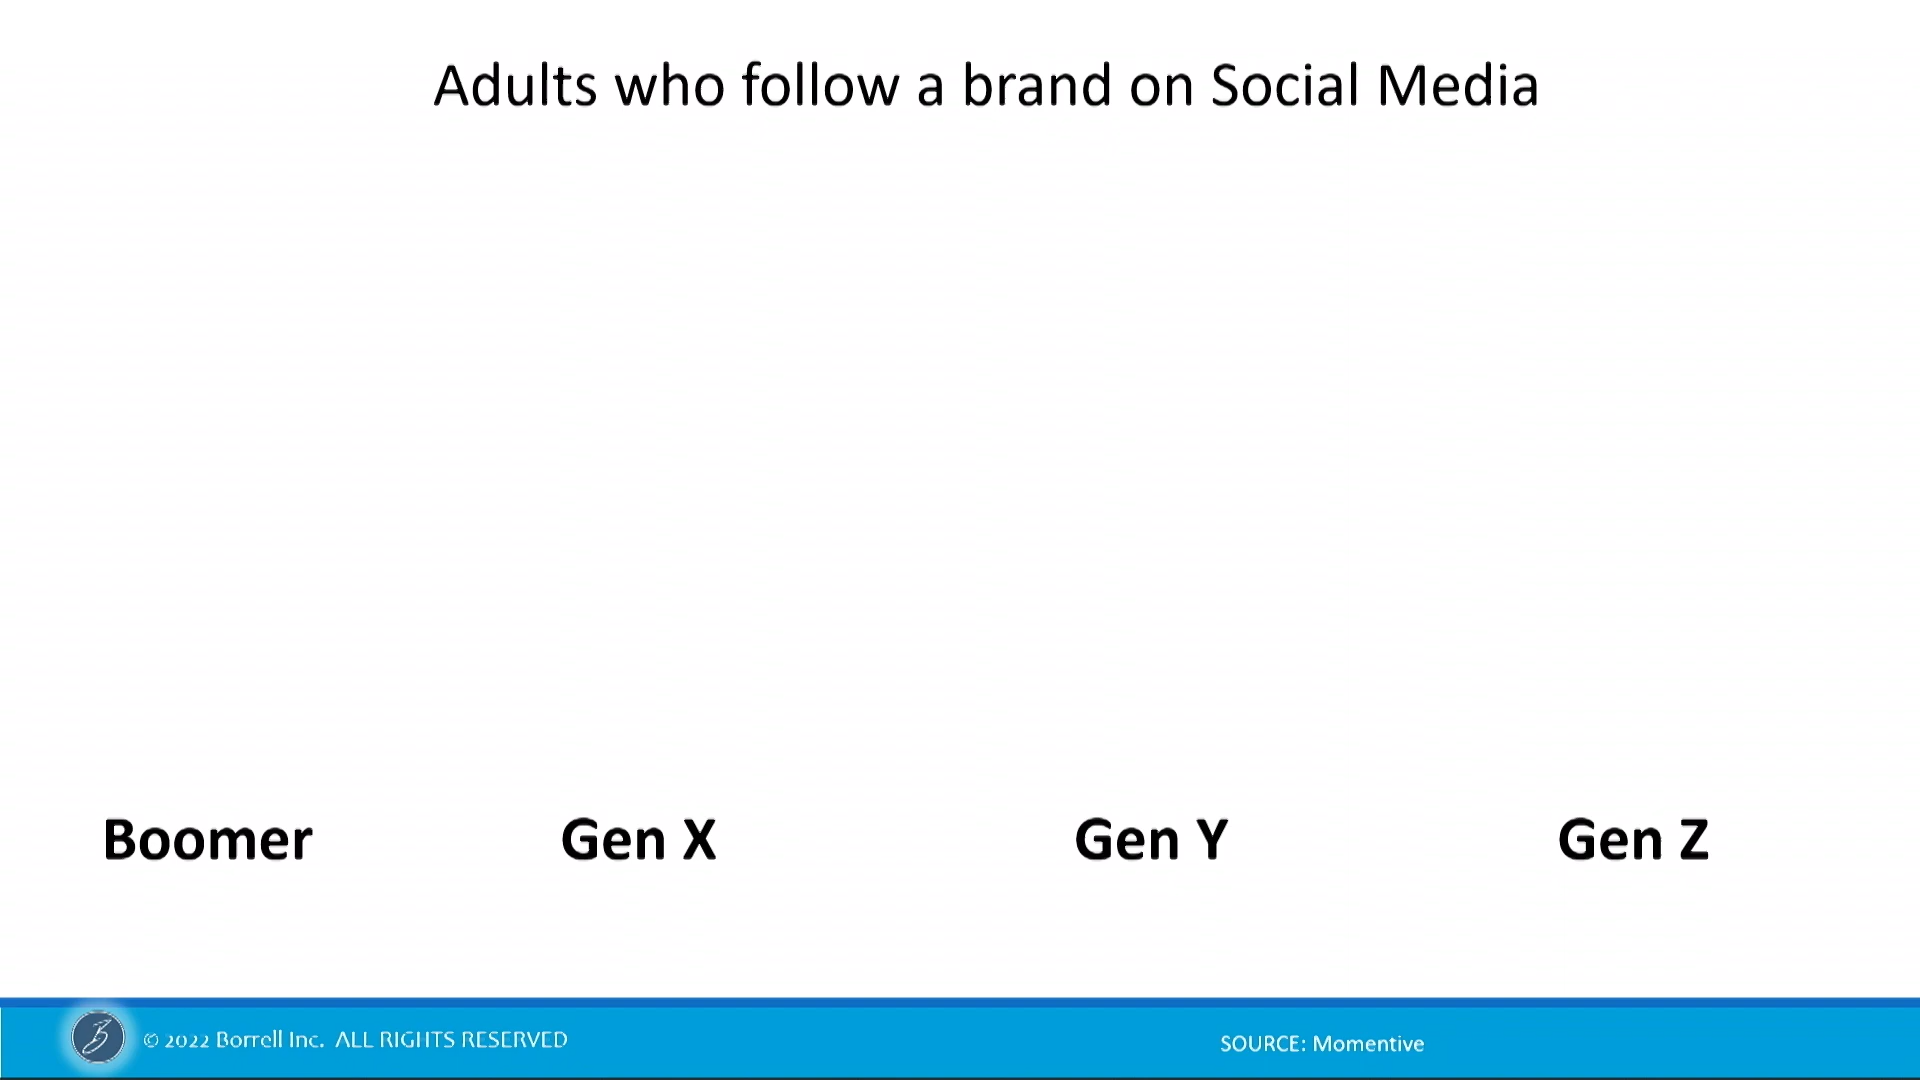 Adults who follow a brand on Social Media
Boomer Gen X Gen Y Gen Z
© 2022 Borrell Inc. ALL RIGHTS RESERVED
SOURCE: Momentive